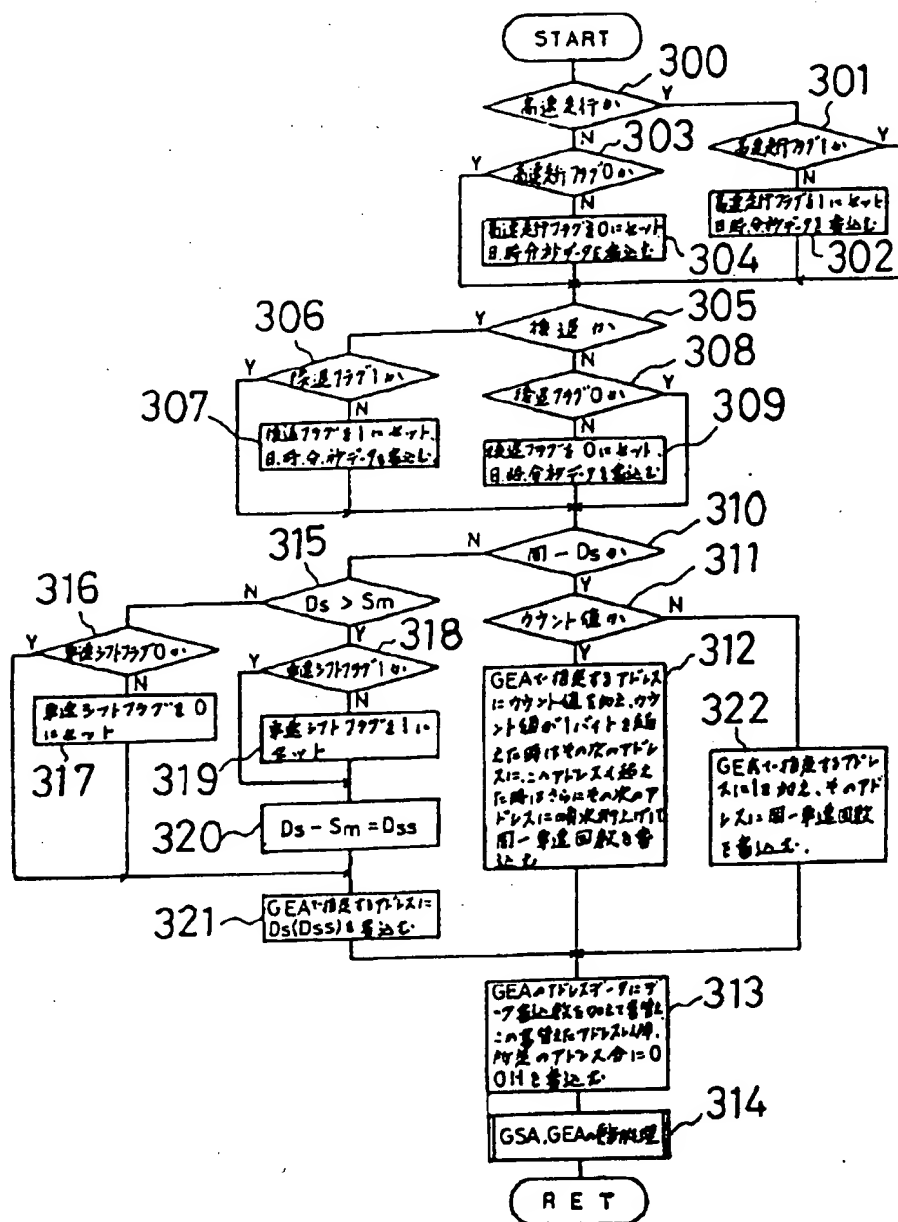 START
300
高速走行か
Y
301
N
303
高速走行フラグ1か
Y
Y
高速走行フラグ0か
N
N
高速走行フラグを1にセット
日.時.分.秒データを書込む
高速走行フラグを0にセット
日.時.分.秒データを書込む
304
302
305
Y
後退か
306
N
308
Y
後退フラグ1か
後退フラグ0か
Y
307
N
N
309
後退フラグを1にセット.
日.時.分.秒データを書込む
後退フラグを0にセット.
日.時.分.秒データを書込む
310
N
同一Dsか
315
Y
311
N
Ds > Sm
カウント値か
N
316
Y
318
Y
312
Y
車速シフトフラグ0か
Y
車速シフトフラグ1か
N
N
GEAで指定するアドレス
にカウント値を加え、カウ
ント値が1バイトを越
えた時はその次のアドレ
スに、このアドレスも越え
た時はさらにその次のア
ドレスに順次桁上げして
同一車速回数を書
込む
車速シフトフラグを0
にセット
車速シフトフラグを1に
セット
322
317
319
GEAで指定するアドレ
スに1を加え、そのアド
レスに同一車速回数
を書込む.
320
Ds - Sm = Dss
321
GEAで指定するアドレスに
Ds(Dss)を書込む
GEAのアドレスデータにデ
ータ書込数を加えて書替え
この書替えたアドレス以降.
所定のアドレス分に0
0Hを書込む
313
314
GSA.GEAの処理
RET